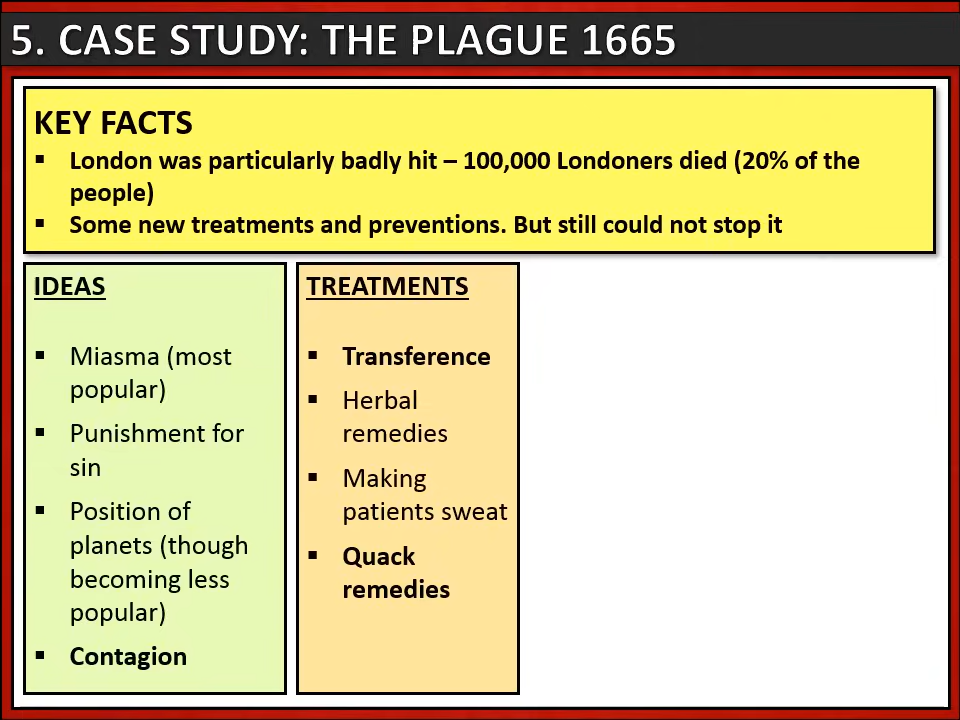 5. CASE STUDY: THE PLAGUE 1665
KEY FACTS
▪ London was particularly badly hit – 100,000 Londoners died (20% of the
people)
▪ Some new treatments and preventions. But still could not stop it
IDEAS
▪ Miasma (most
popular)
▪ Punishment for
sin
▪ Position of
planets (though
becoming less
popular)
▪ Contagion
TREATMENTS
▪ Transference
▪ Herbal
remedies
▪ Making
patients sweat
▪ Quack
remedies